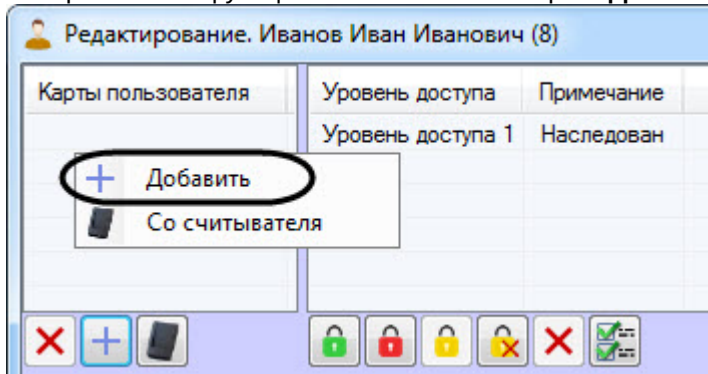 Редактирование. Иванов Иван Иванович (8)
Карты пользователя Уровень доступа Примечание
Уровень доступа 1 Наследован
Добавить
Со считывателя